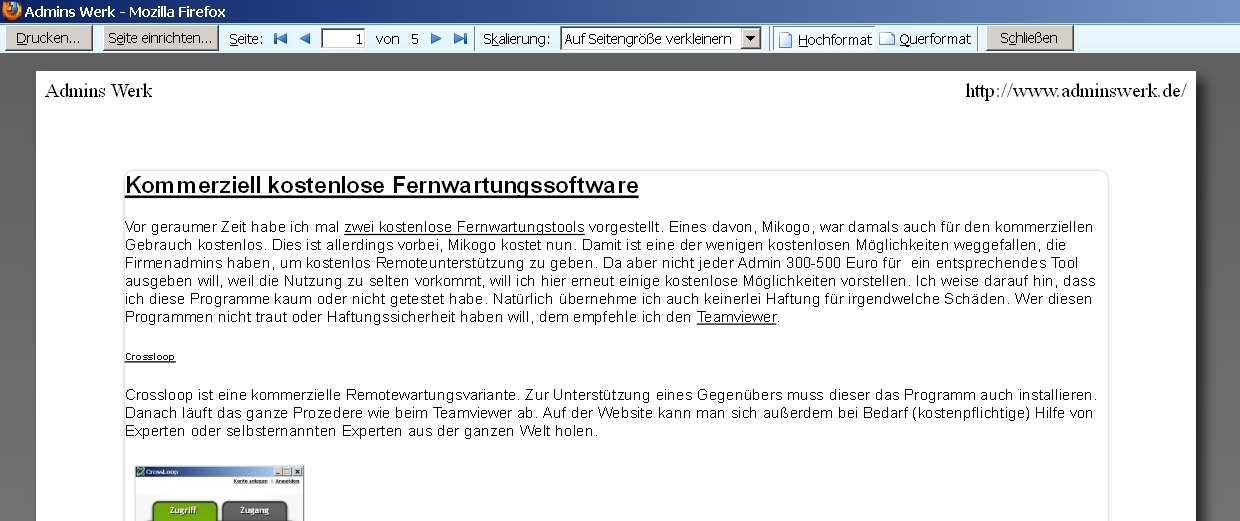 Admins Werk - Mozilla Firefox
Drucken... Seite einrichten... Seite: 1 von 5 Skalierung: Auf Seitengröße verkleinern Hochformat Querformat Schließen
Admins Werk http://www.adminswerk.de/
Kommerziell kostenlose Fernwartungssoftware
Vor geraumer Zeit habe ich mal zwei kostenlose Fernwartungstools vorgestellt. Eines davon, Mikogo, war damals auch für den kommerziellen
Gebrauch kostenlos. Dies ist allerdings vorbei, Mikogo kostet nun. Damit ist eine der wenigen kostenlosen Möglichkeiten weggefallen, die
Firmenadmins haben, um kostenlos Remoteunterstützung zu geben. Da aber nicht jeder Admin 300-500 Euro für ein entsprechendes Tool
ausgeben will, weil die Nutzung zu selten vorkommt, will ich hier erneut einige kostenlose Möglichkeiten vorstellen. Ich weise darauf hin, dass
ich diese Programme kaum oder nicht getestet habe. Natürlich übernehme ich auch keinerlei Haftung für irgendwelche Schäden. Wer diesen
Programmen nicht traut oder Haftungssicherheit haben will, dem empfehle ich den Teamviewer.
Crossloop
Crossloop ist eine kommerzielle Remotewartungsvariante. Zur Unterstützung eines Gegenübers muss dieser das Programm auch installieren.
Danach läuft das ganze Prozedere wie beim Teamviewer ab. Auf der Website kann man sich außerdem bei Bedarf (kostenpflichtige) Hilfe von
Experten oder selbsternannten Experten aus der ganzen Welt holen.
CrossLoop
Konto anlegen | Anmelden
Zugriff Zugang